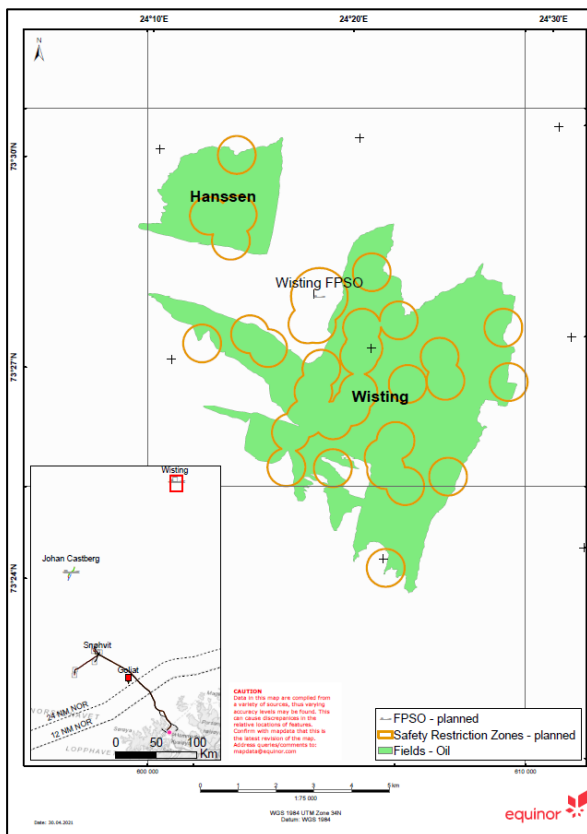 24°10'E
24°20'E
24°30'E
N
73°30'N
Hanssen
Wisting FPSO
73°27'N
Wisting
Wisting
Johan Castberg
73°24'N
Snøhvit
Goliat
24 NM NOR
12 NM NOR
LOPPHAVET
0 50 100
Km
CAUTION
Data in this map are compiled from
a variety of sources, thus varying
accuracy levels may be found. This
can cause discrepancies in the
relative locations of features.
Confirm with mapdata that this is
the latest revision of the map.
Address queries/comments to:
mapdata@equinor.com
FPSO - planned
Safety Restriction Zones - planned
Fields - Oil
600 000
610 000
0 1 2 3 4 5
km
1:75 000
WGS 1984 UTM Zone 34N
Datum: WGS 1984
Date: 30.04.2021
equinor